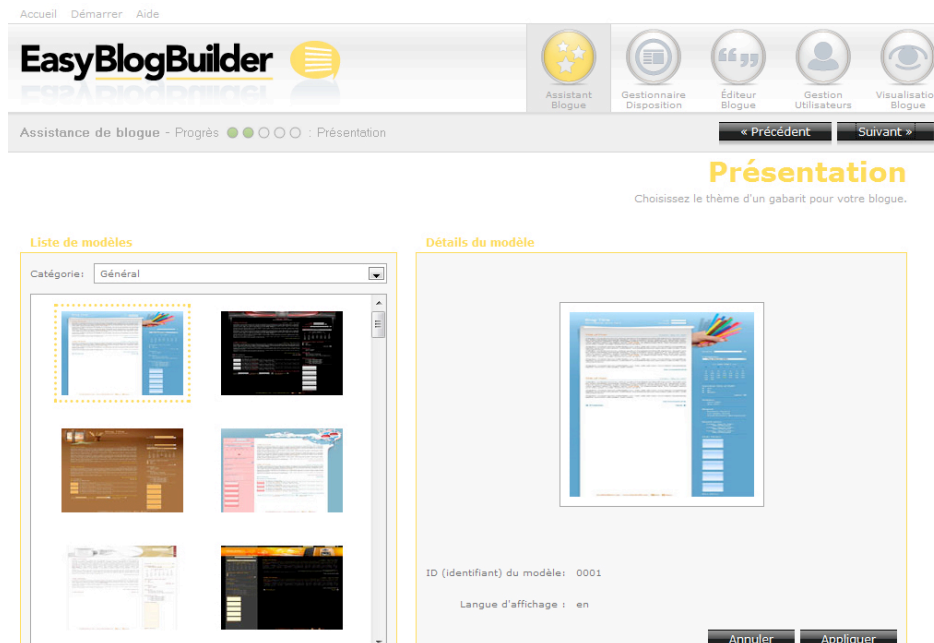 Accueil Démarrer Aide
EasyBlogBuilder
Assistant Blogue
Gestionnaire Disposition
Éditeur Blogue
Gestion Utilisateurs
Visualisatio Blogue
Assistance de blogue - Progrès : Présentation
« Précédent
Suivant »
Présentation
Choisissez le thème d'un gabarit pour votre blogue.
Liste de modèles
Catégorie: Général
Détails du modèle
ID (identifiant) du modèle: 0001
Langue d'affichage : en
Annuler
Appliquer